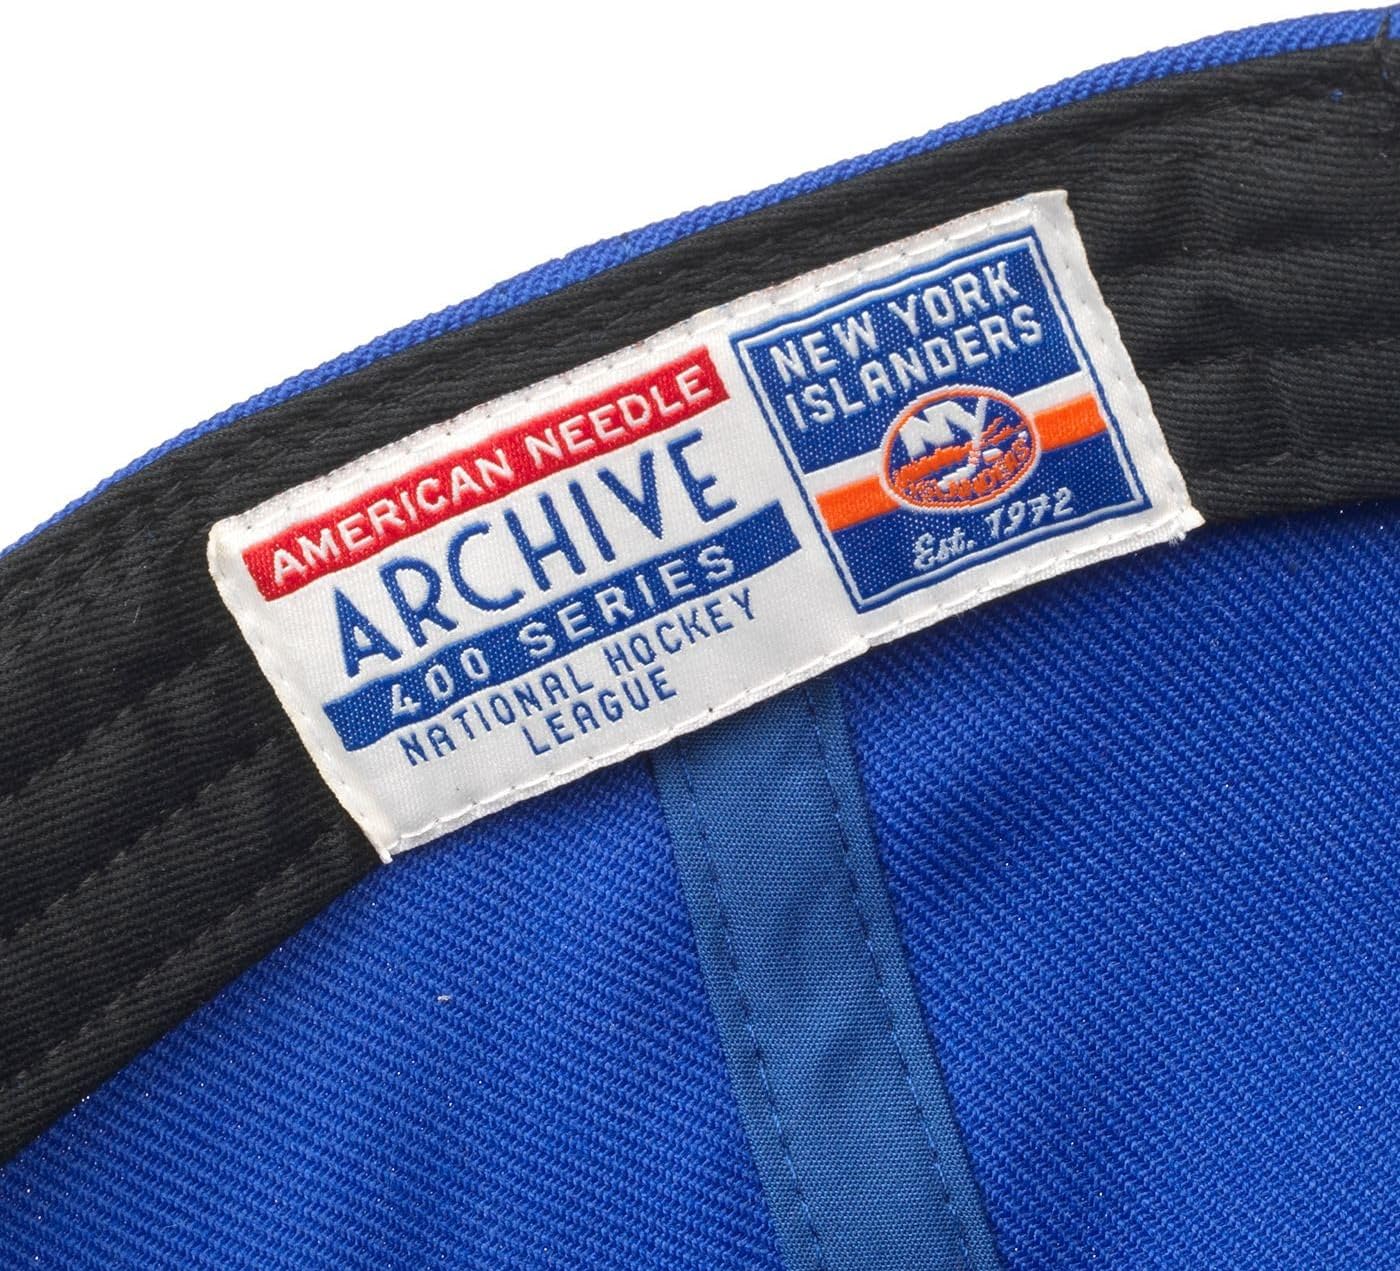 AMERICAN NEEDLE
ARCHIVE
400 SERIES
NATIONAL HOCKEY
LEAGUE
NEW YORK
ISLANDERS
NY
ISLANDERS
Est. 1972